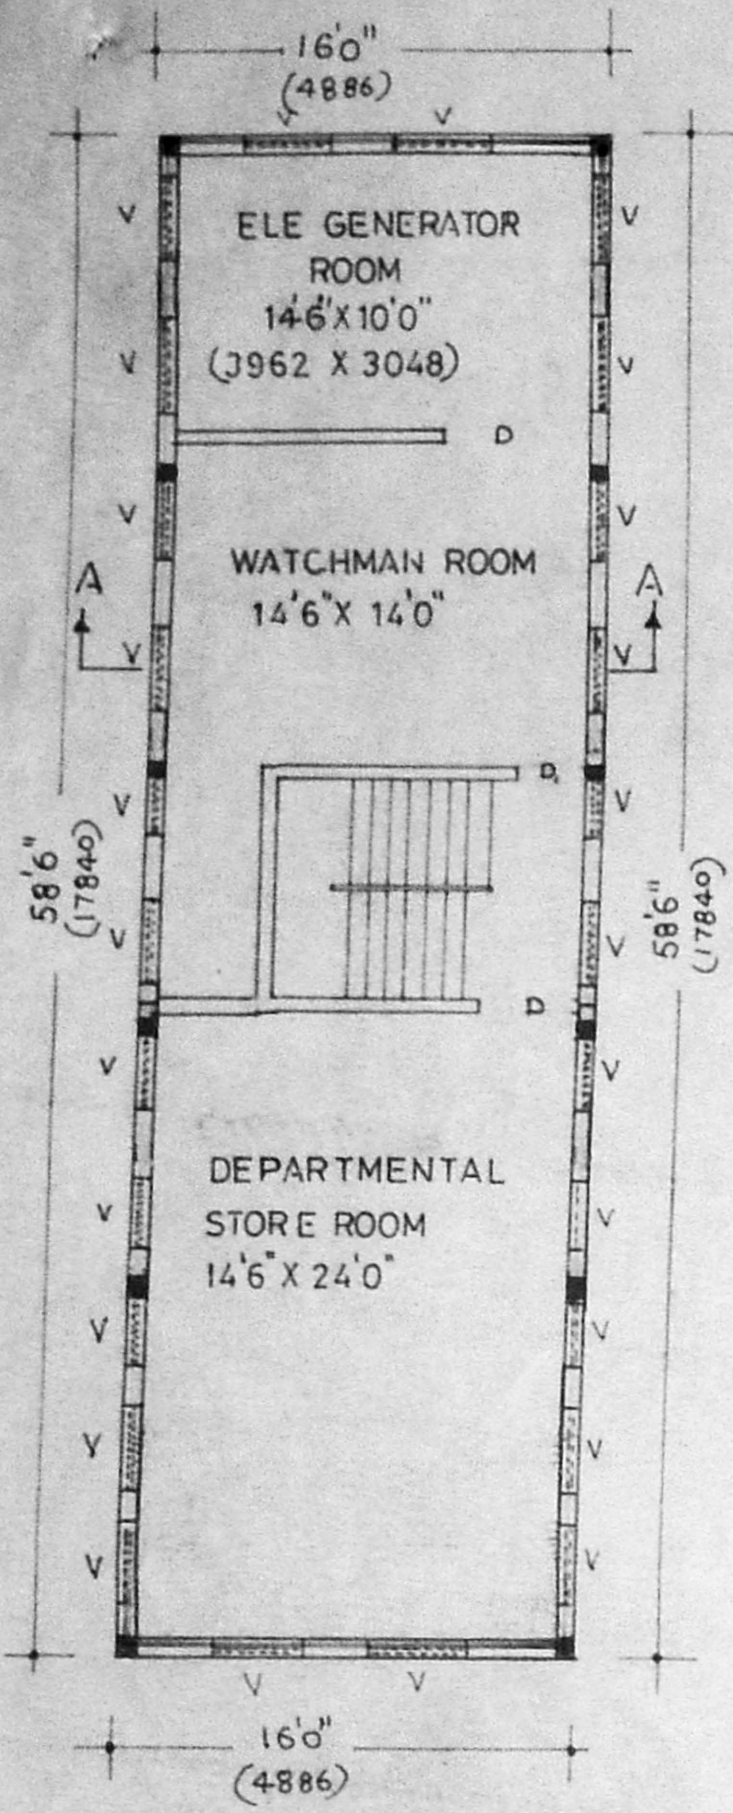 16'0"
(4886)
V V
V V
ELE GENERATOR
ROOM
14'6"X10'0"
(3962 X 3048)
V V
D
V V
WATCHMAN ROOM
14'6"X 14'0"
A A
V V
D,
V V
58'6"
(17840)
58'6"
(17840)
V V
D
V V
DEPARTMENTAL
STORE ROOM
14'6"X 24'0"
V V
V V
V V
V V
V V
16'0"
(4886)